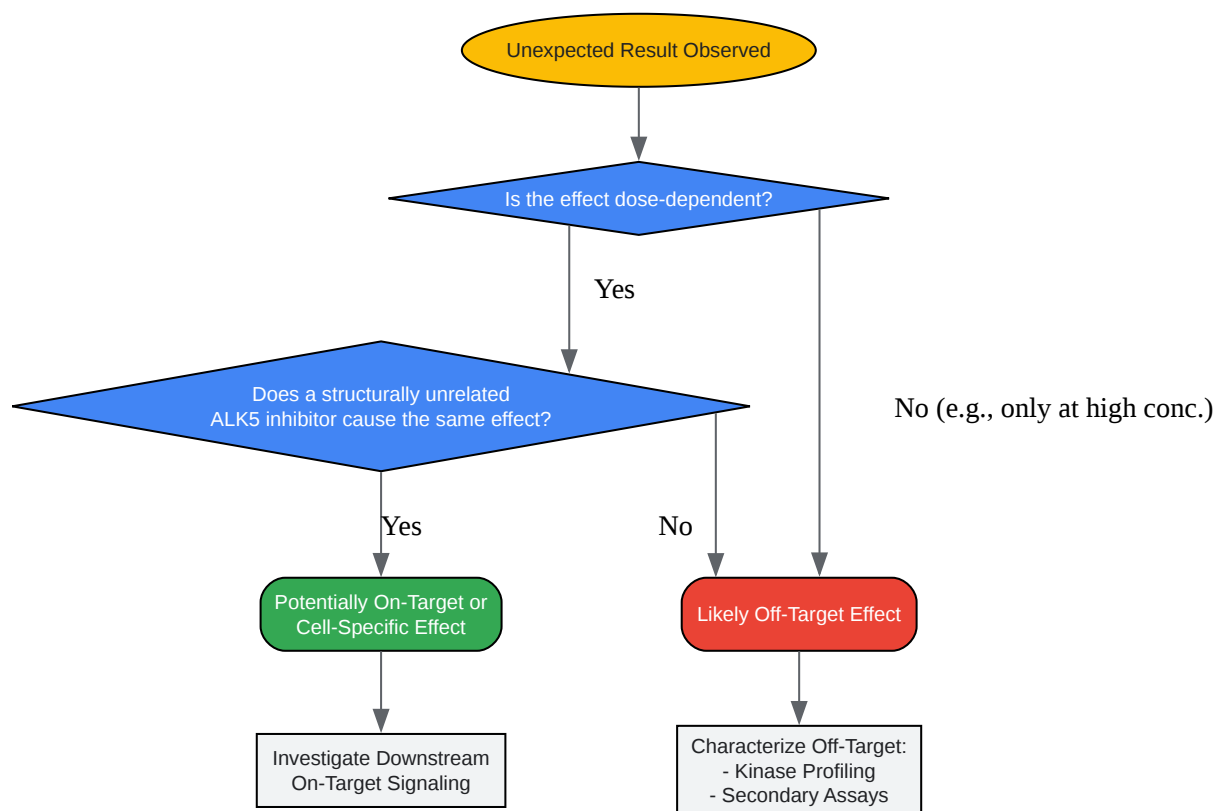 Unexpected Result Observed
Is the effect dose-dependent?
Yes
Does a structurally unrelated
ALK5 inhibitor cause the same effect?
No (e.g., only at high conc.)
Yes
No
Potentially On-Target or
Cell-Specific Effect
Likely Off-Target Effect
Investigate Downstream
On-Target Signaling
Characterize Off-Target:
- Kinase Profiling
- Secondary Assays